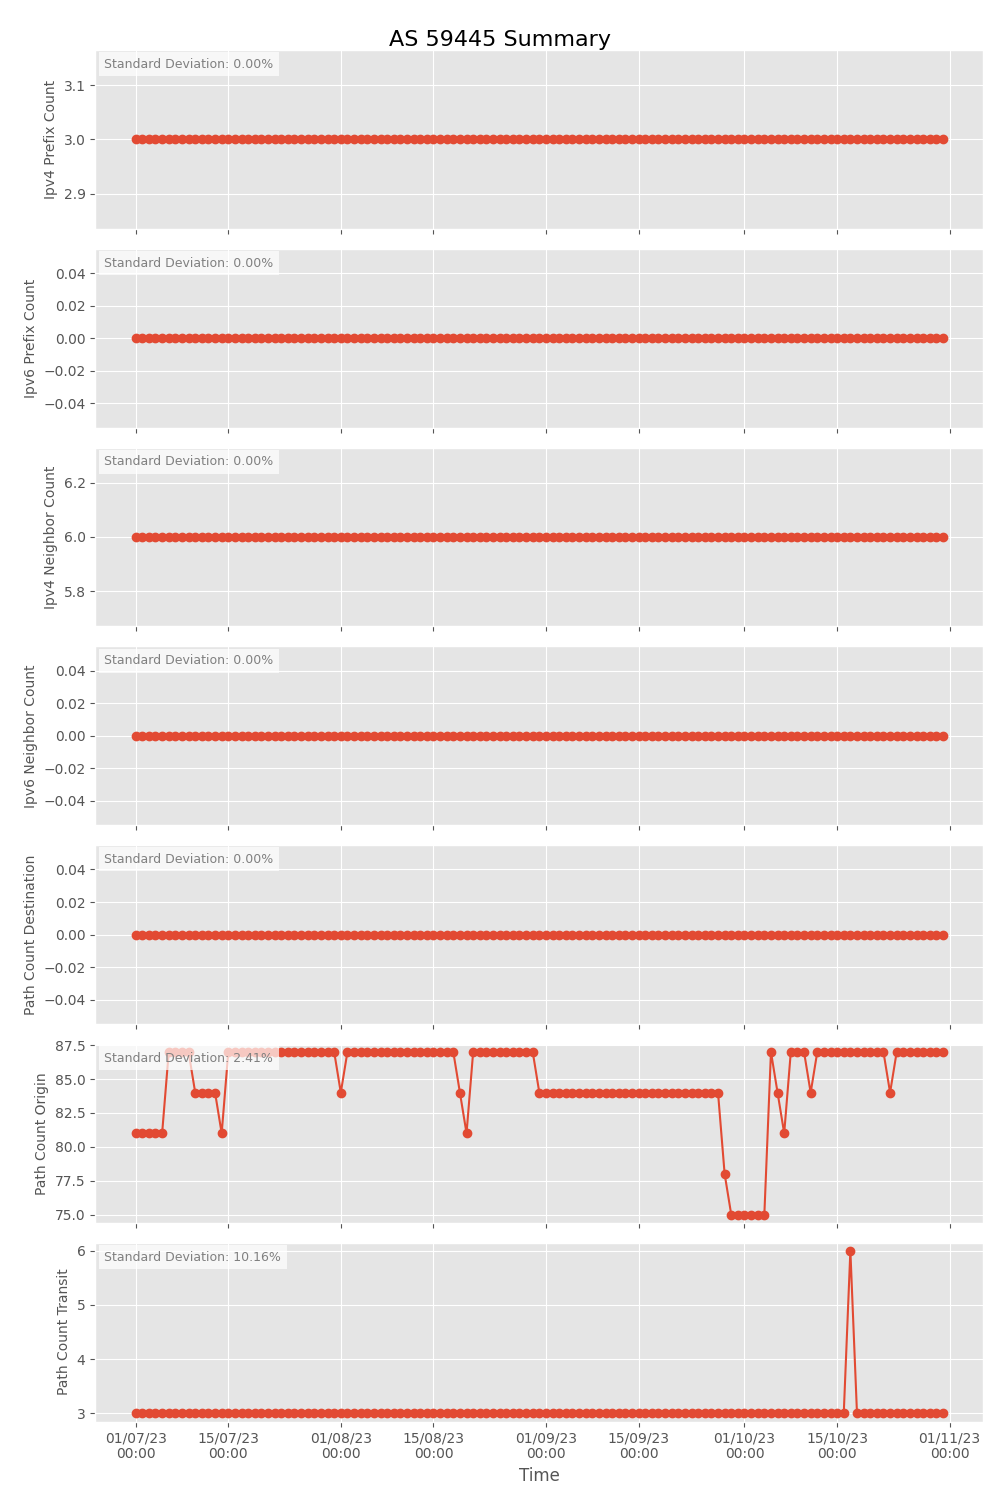 AS 59445 Summary
Standard Deviation: 0.00%
Ipv4 Prefix Count
3.1
3.0
2.9
Standard Deviation: 0.00%
Ipv6 Prefix Count
0.04
0.02
0.00
−0.02
−0.04
Standard Deviation: 0.00%
Ipv4 Neighbor Count
6.2
6.0
5.8
Standard Deviation: 0.00%
Ipv6 Neighbor Count
0.04
0.02
0.00
−0.02
−0.04
Standard Deviation: 0.00%
Path Count Destination
0.04
0.02
0.00
−0.02
−0.04
Standard Deviation: 2.41%
Path Count Origin
87.5
85.0
82.5
80.0
77.5
75.0
Standard Deviation: 10.16%
Path Count Transit
6
5
4
3
01/07/23 15/07/23 01/08/23 15/08/23 01/09/23 15/09/23 01/10/23 15/10/23 01/11/23
00:00 00:00 00:00 00:00 00:00 00:00 00:00 00:00 00:00
Time